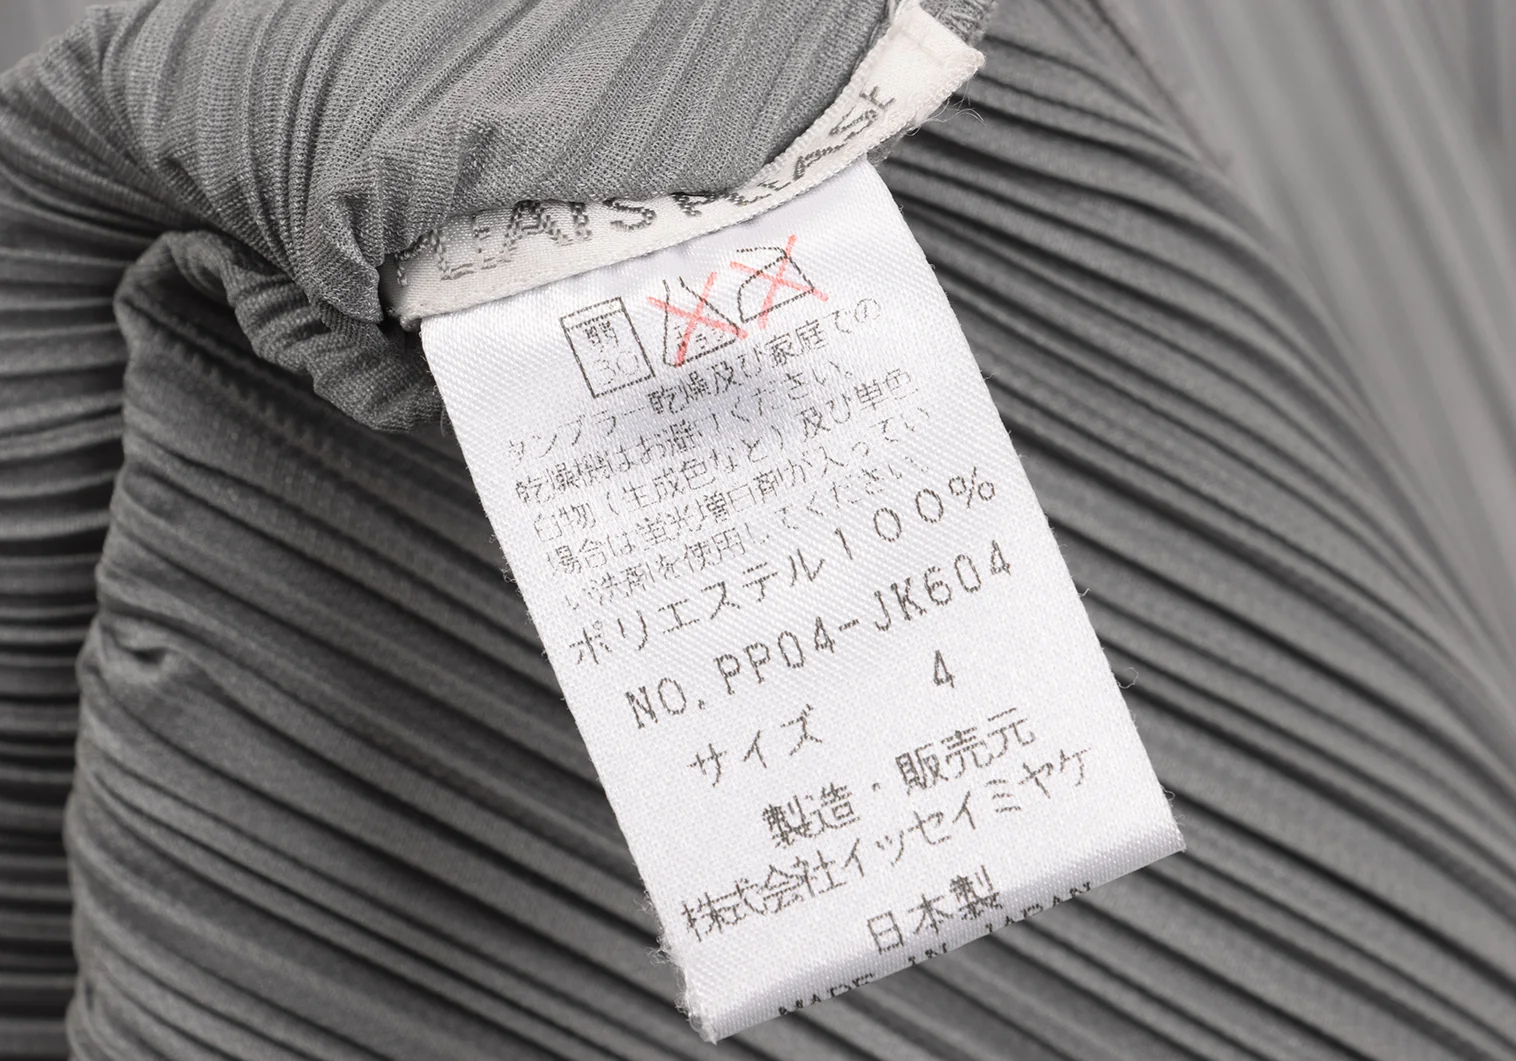 PLEATS PLEASE
弱
30
タンブラー乾燥及び家庭での
乾燥機はお避けください。
白物（生成色など）及び単色
場合は蛍光増白剤が入ってい
い洗剤を使用してください。
ポリエステル100%
NO.PP04-JK604
サイズ 4
製造・販売元
株式会社イッセイミヤケ
日本製
MADE IN JAPAN